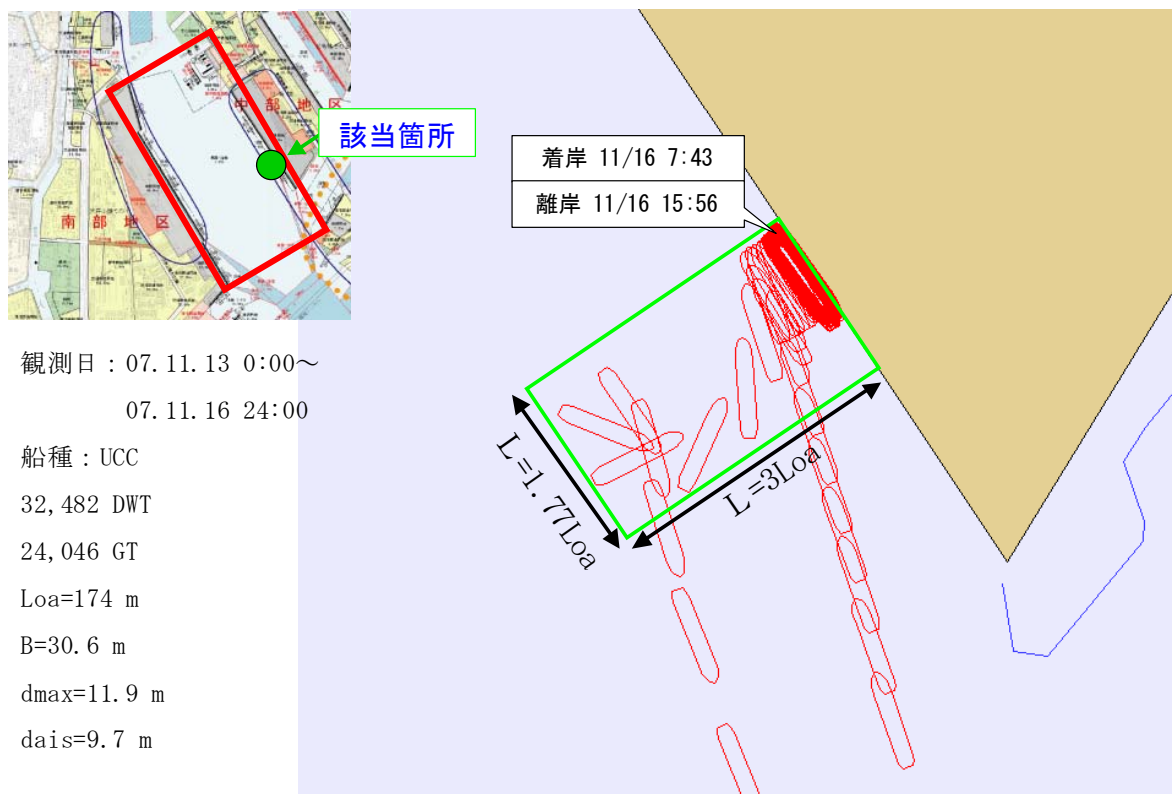 中部地区
該当箇所
南部地区
着岸 11/16 7:43
離岸 11/16 15:56
観測日：07.11.13 0:00～
07.11.16 24:00
船種：UCC
32,482 DWT
24,046 GT
Loa=174 m
B=30.6 m
dmax=11.9 m
dais=9.7 m
L=1.77Loa
L=3Loa